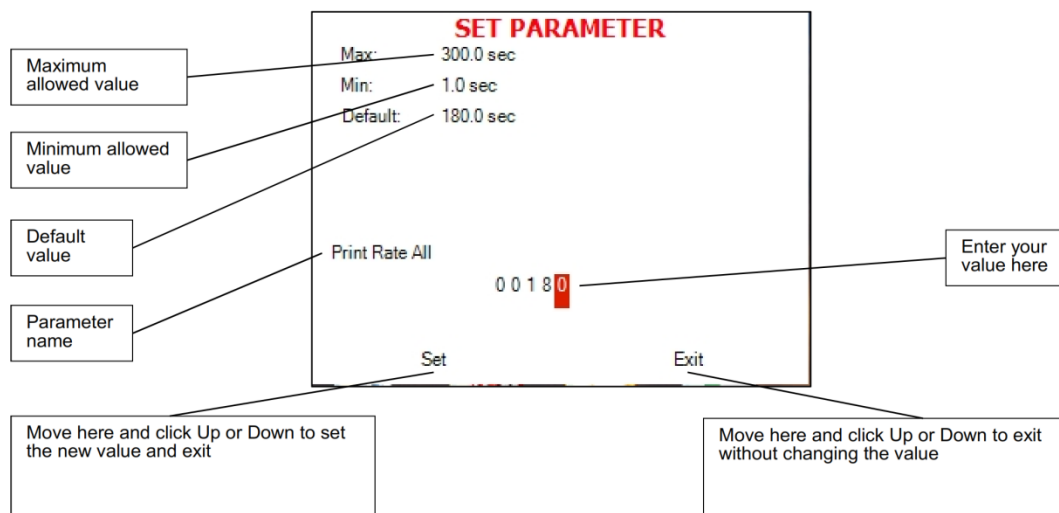 SET PARAMETER
Maximum
allowed value
Max: 300.0 sec
Min: 1.0 sec
Default: 180.0 sec
Minimum allowed
value
Default
value
Print Rate All
Enter your
value here
0 0 1 8 0
Parameter
name
Set Exit
Move here and click Up or Down to set
the new value and exit
Move here and click Up or Down to exit
without changing the value